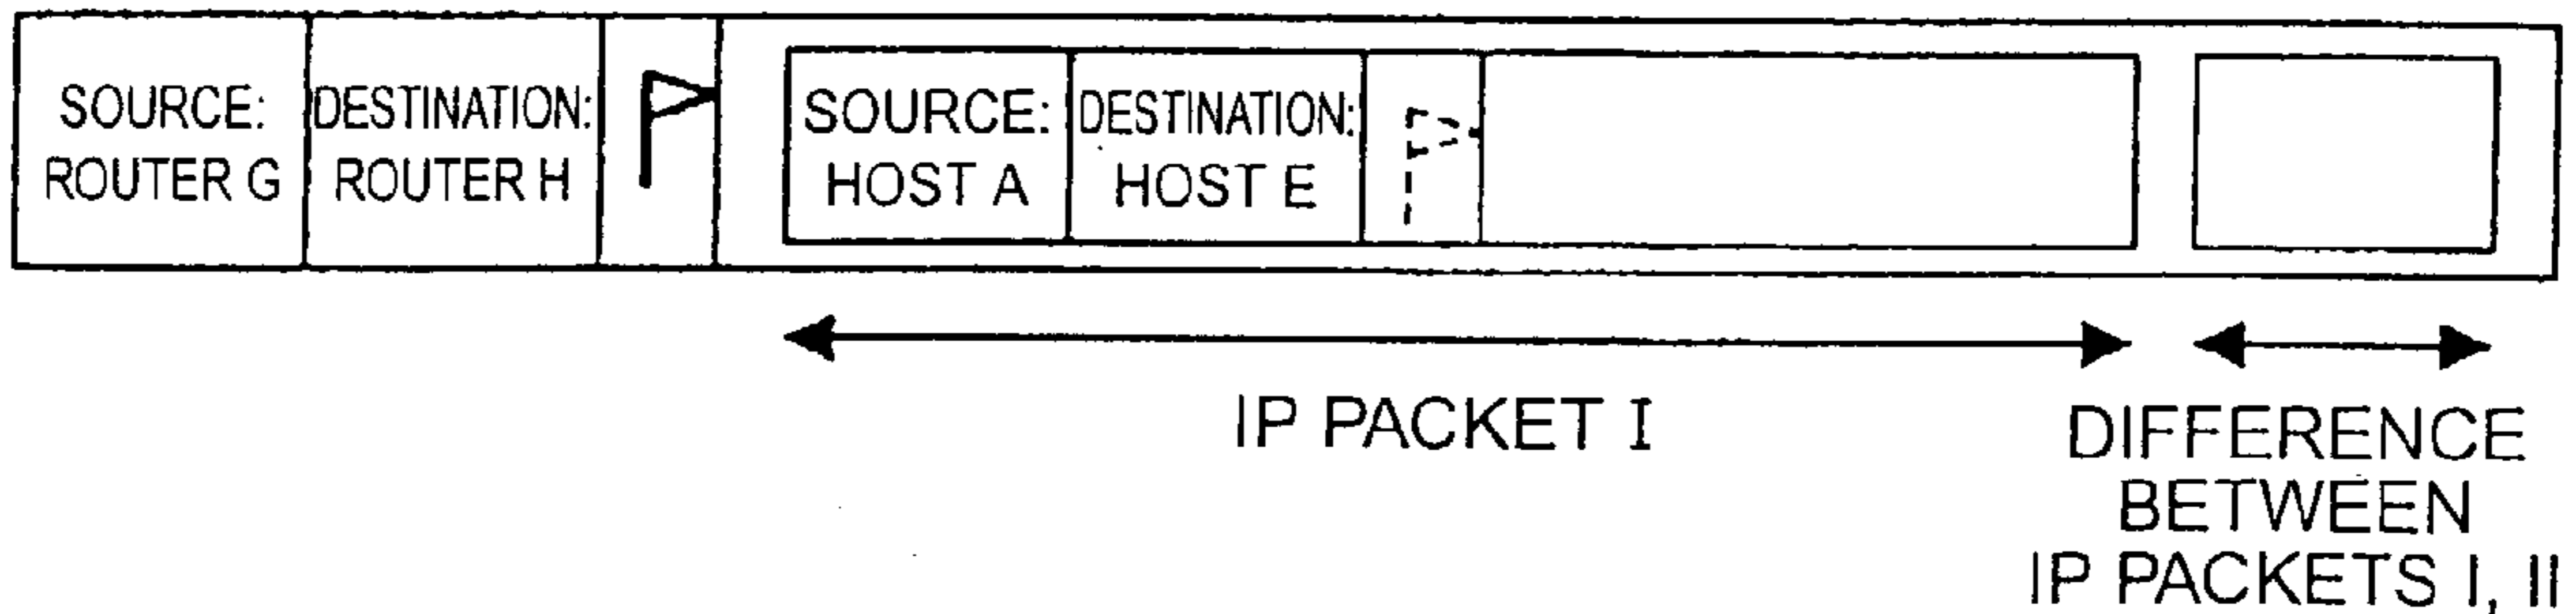 SOURCE:
ROUTER G
DESTINATION:
ROUTER H
SOURCE:
HOST A
DESTINATION:
HOST E
IP PACKET I
DIFFERENCE
BETWEEN
IP PACKETS I, II